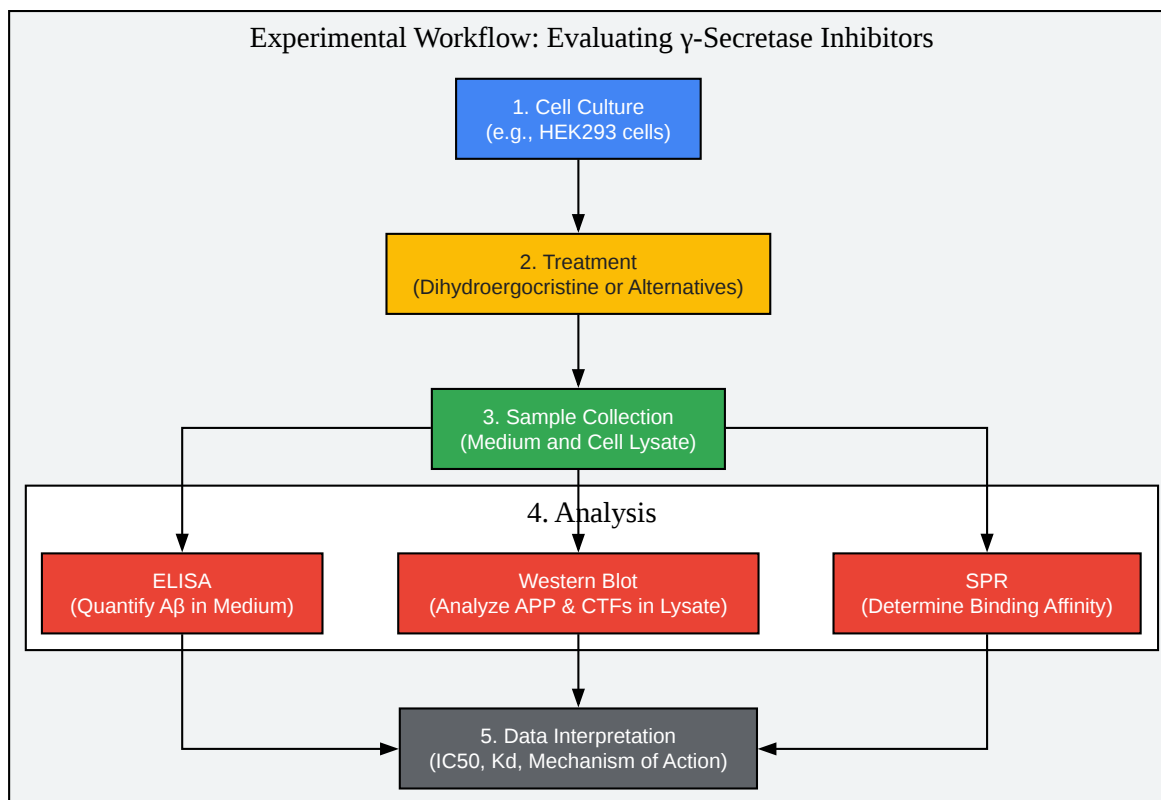 Experimental Workflow: Evaluating γ-Secretase Inhibitors
1. Cell Culture
(e.g., HEK293 cells)
2. Treatment
(Dihydroergocristine or Alternatives)
3. Sample Collection
(Medium and Cell Lysate)
4. Analysis
ELISA
(Quantify Aβ in Medium)
Western Blot
(Analyze APP & CTFs in Lysate)
SPR
(Determine Binding Affinity)
5. Data Interpretation
(IC50, Kd, Mechanism of Action)